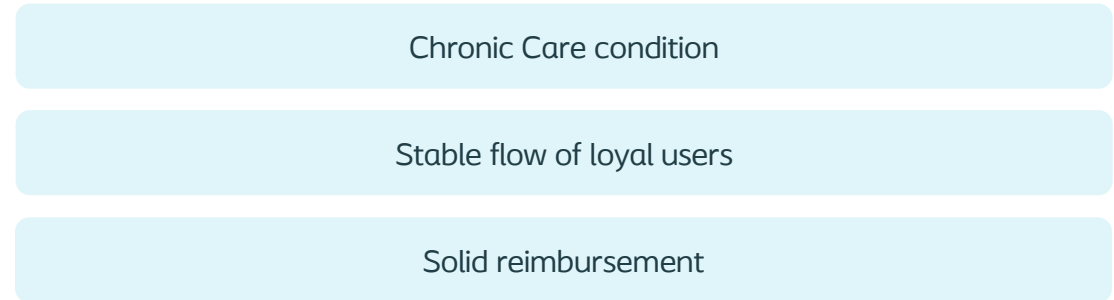 Chronic Care condition
Stable flow of loyal users
Solid reimbursement